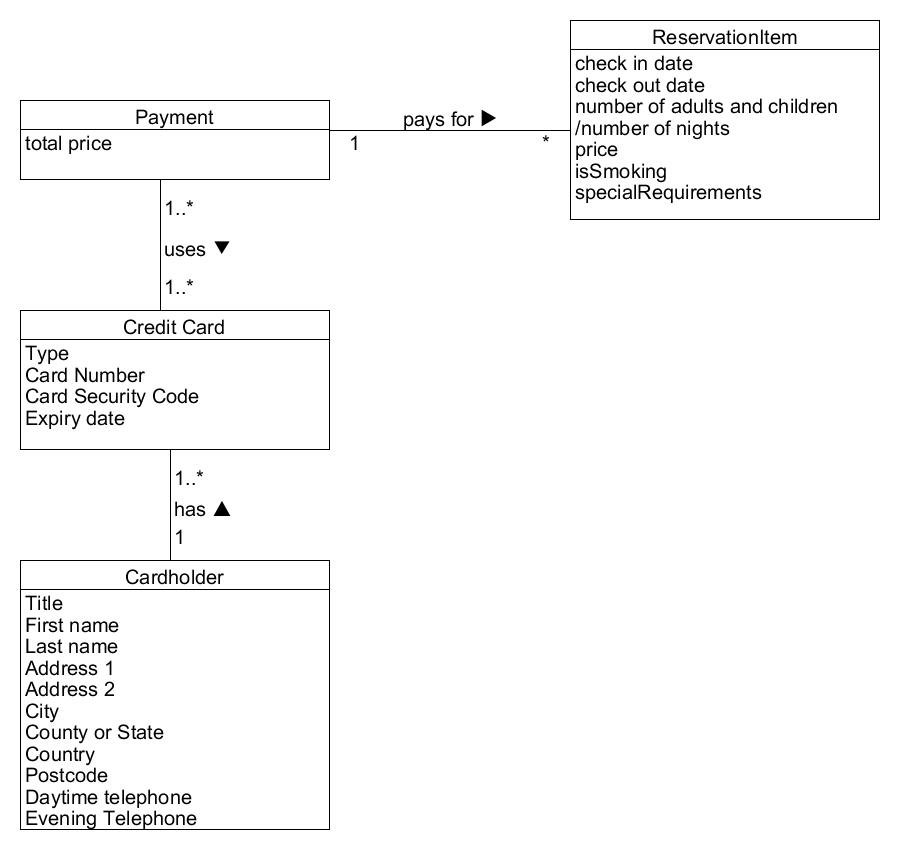 ReservationItem
check in date
check out date
number of adults and children
/number of nights
price
isSmoking
specialRequirements
Payment
total price
pays for ▶
1
*
1..*
uses ▼
1..*
Credit Card
Type
Card Number
Card Security Code
Expiry date
1..*
has ▲
1
Cardholder
Title
First name
Last name
Address 1
Address 2
City
County or State
Country
Postcode
Daytime telephone
Evening Telephone